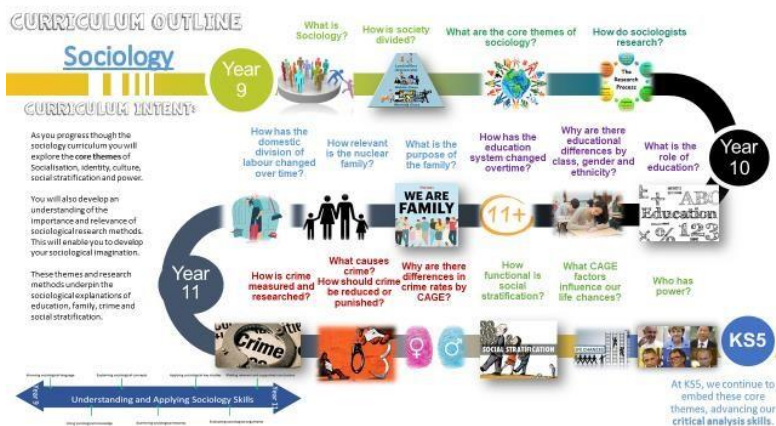 CURRICULUM OUTLINE
Sociology
CURRICULUM INTENT:
As you progress though the
sociology curriculum you will
explore the core themes of
Socialisation, identity, culture,
social stratification and power.
You will also develop an
understanding of the
importance and relevance of
sociological research methods.
This will enable you to develop
your sociological imagination.
These themes and research
methods underpin the
sociological explanations of
education, family, crime and
social stratification.
Year
9
What is
Sociology?
How is society
divided?
What are the core themes of
sociology?
How do sociologists
research?
The
Research
Process
Year
10
What is the
role of
education?
Why are there
educational
differences by
class, gender and
ethnicity?
How has the
education
system changed
overtime?
What is the
purpose of
the family?
How relevant
is the nuclear
family?
How has the
domestic
division of
labour changed
over time?
ABC
Education
123
11+
WE ARE
FAMILY
Year
11
How is crime
measured and
researched?
What causes
crime?
How should crime
be reduced or
punished?
Why are there
differences in
crime rates by
CAGE?
How
functional is
social
stratification?
What CAGE
factors
influence our
life chances?
Who has
power?
Crime
SOCIAL STRATIFICATION
KS5
At KS5, we continue to
embed these core
themes, advancing our
critical analysis skills.
Year 9
Understanding and Applying Sociology Skills
Year 11